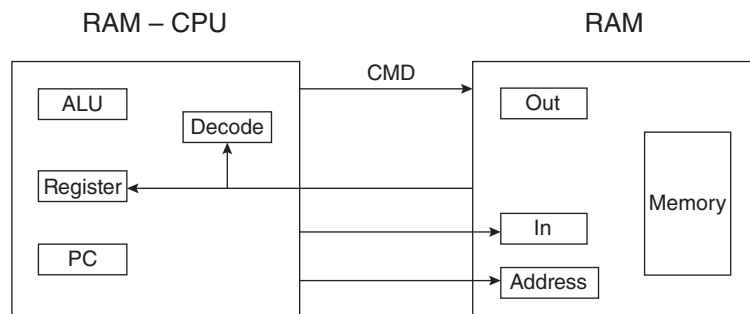 RAM – CPU
RAM
CMD
ALU
Out
Decode
Register
Memory
In
PC
Address